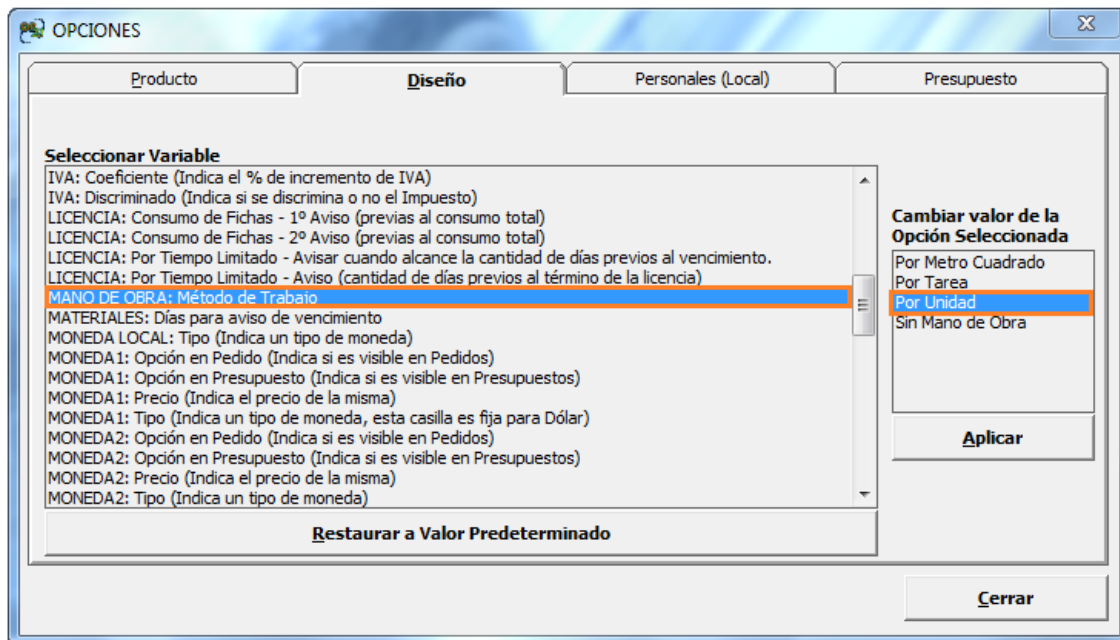 OPCIONES
Producto
Diseño
Personales (Local)
Presupuesto
Seleccionar Variable
IVA: Coeficiente (Indica el % de incremento de IVA)
IVA: Discriminado (Indica si se discrimina o no el Impuesto)
LICENCIA: Consumo de Fichas - 1º Aviso (previas al consumo total)
LICENCIA: Consumo de Fichas - 2º Aviso (previas al consumo total)
LICENCIA: Por Tiempo Limitado - Avisar cuando alcance la cantidad de días previos al vencimiento.
LICENCIA: Por Tiempo Limitado - Aviso (cantidad de días previos al término de la licencia)
MANO DE OBRA: Método de Trabajo
MATERIALES: Días para aviso de vencimiento
MONEDA LOCAL: Tipo (Indica un tipo de moneda)
MONEDA1: Opción en Pedido (Indica si es visible en Pedidos)
MONEDA1: Opción en Presupuesto (Indica si es visible en Presupuestos)
MONEDA1: Precio (Indica el precio de la misma)
MONEDA1: Tipo (Indica un tipo de moneda, esta casilla es fija para Dólar)
MONEDA2: Opción en Pedido (Indica si es visible en Pedidos)
MONEDA2: Opción en Presupuesto (Indica si es visible en Presupuestos)
MONEDA2: Precio (Indica el precio de la misma)
MONEDA2: Tipo (Indica un tipo de moneda)
Restaurar a Valor Predeterminado
Cambiar valor de la
Opción Seleccionada
Por Metro Cuadrado
Por Tarea
Por Unidad
Sin Mano de Obra
Aplicar
Cerrar